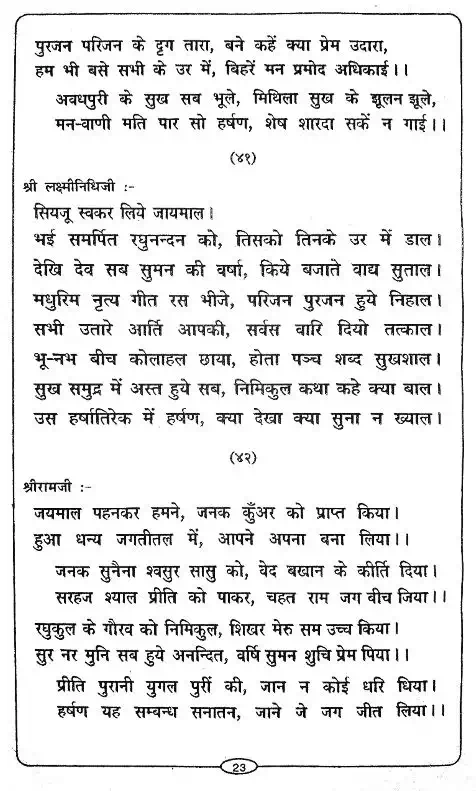 पुरजन परिजन के दृग तारा, बने कहें क्या प्रेम उदारा,
हम भी बसे सभी के उर में, बिहरें मन प्रमोद अधिकाई।।
अवधपुरी के सुख सब भूले, मिथिला सुख के झूलन झूले,
मन-वाणी मति पार सो हर्षण, शेष शारदा सकें न गाई।।
(४१)
श्री लक्ष्मीनिधिजी :-
सियजू स्वकर लिये जायमाल।
भई समर्पित रघुनन्दन को, तिसको तिनके उर में डाल।
देखि देव सब सुमन की वर्षा, किये बजाते वाद्य सुताल।
मधुरिम नृत्य गीत रस भीजे, परिजन पुरजन हुये निहाल।
सभी उतारे आर्ति आपकी, सर्वस वारि दियो तत्काल।
भू-नभ बीच कोलाहल छाया, होता पञ्च शब्द सुखशाल।
सुख समुद्र में अस्त हुये सब, निमिकुल कथा कहे क्या बाल।
उस हर्षातिरेक में हर्षण, क्या देखा क्या सुना न ख्याल।
(४२)
श्रीरामजी :-
जयमाल पहनकर हमने, जनक कुँअर को प्राप्त किया।
हुआ धन्य जगतीतल में, आपने अपना बना लिया।।
जनक सुनैना श्वसुर सासु को, वेद बखान के कीर्ति दिया।
सरहज श्याल प्रीति को पाकर, चहत राम जग बीच जिया।।
रघुकुल के गौरव को निमिकुल, शिखर मेरु सम उच्च किया।
सुर नर मुनि सब हुये अनन्दित, वर्षि सुमन शुचि प्रेम पिया।।
प्रीति पुरानी युगल पुरीं की, जान न कोई धरि धिया।
हर्षण यह सम्बन्ध सनातन, जाने जे जग जीत लिया।।
23